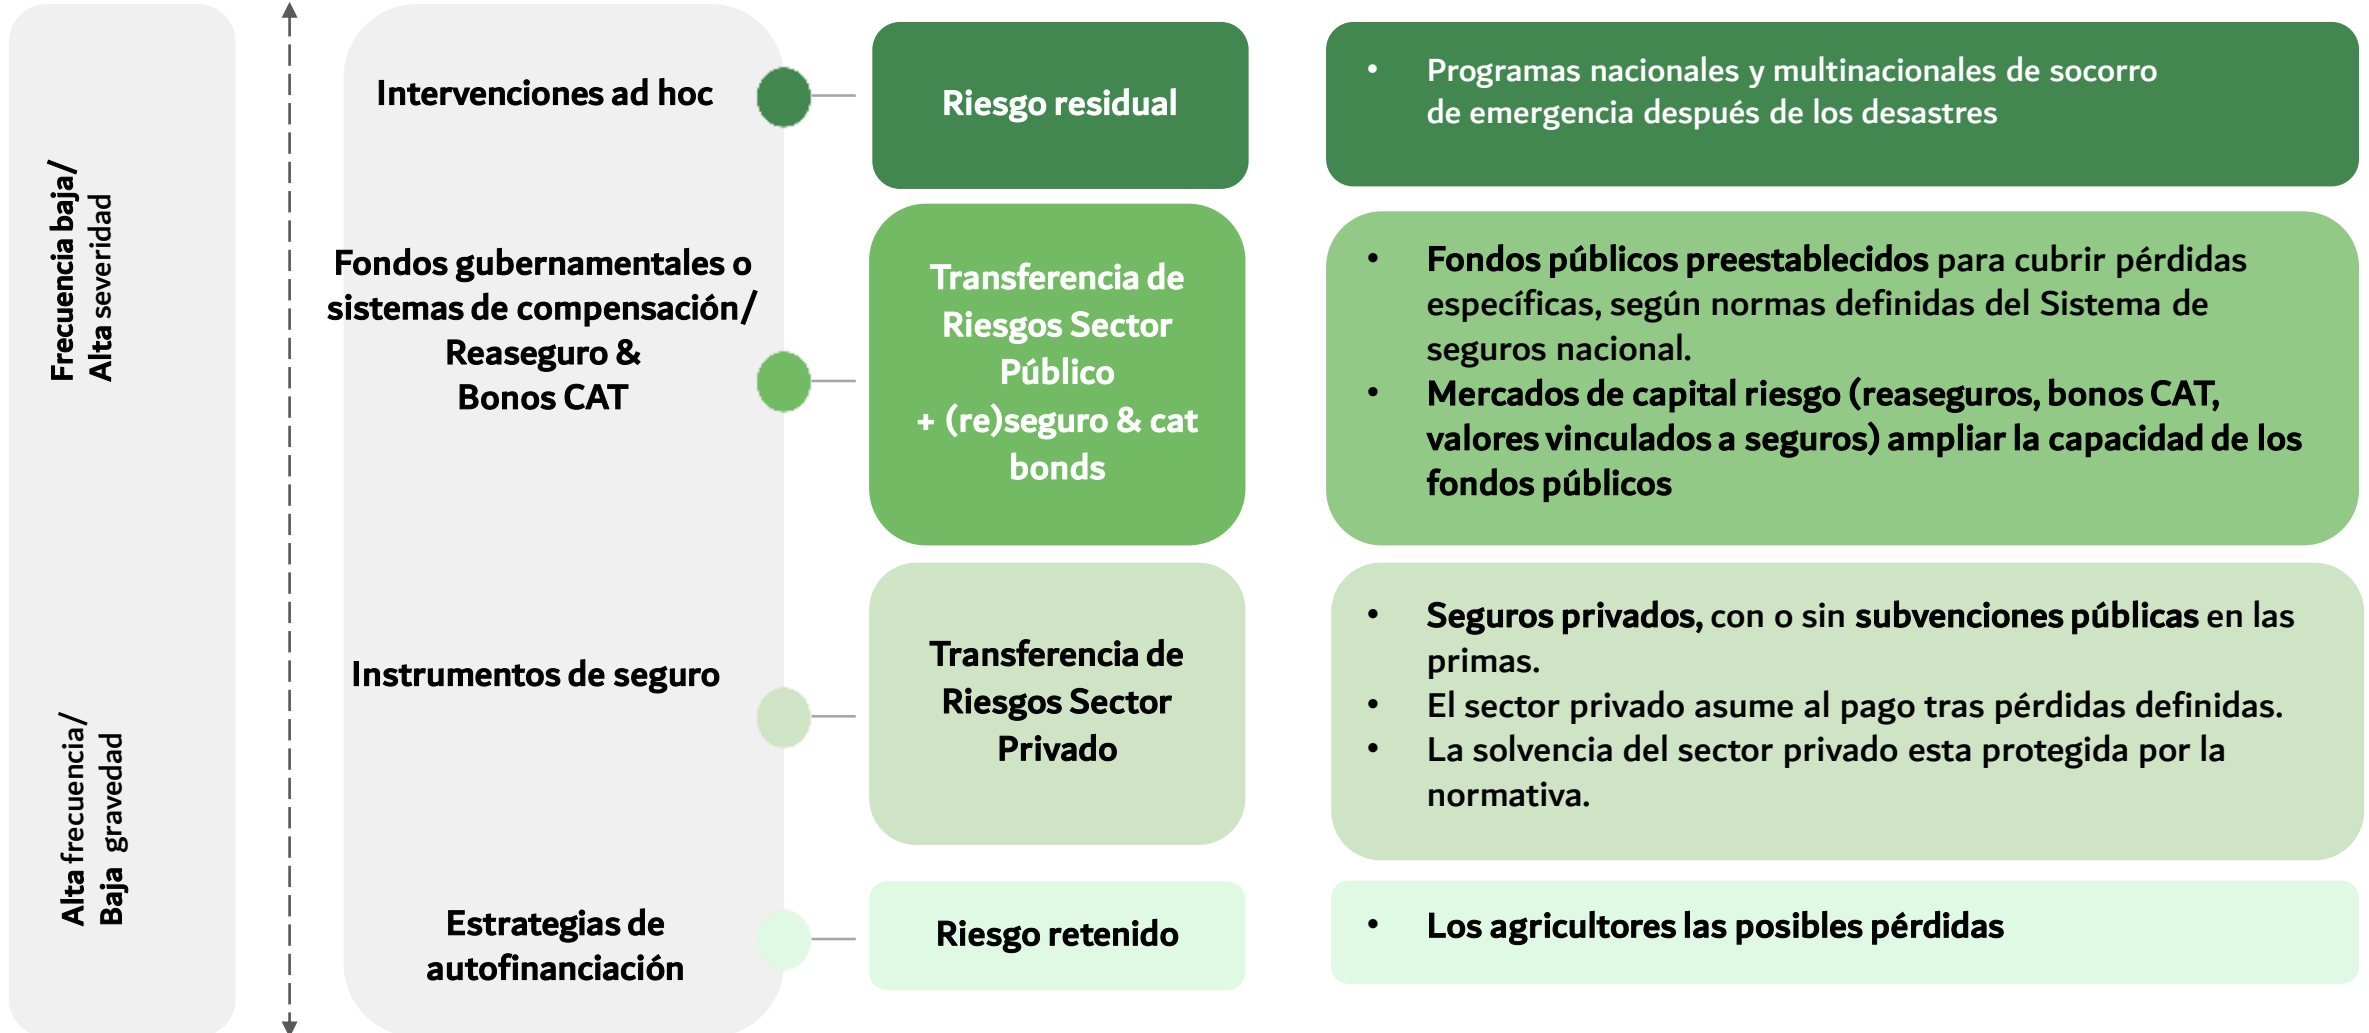 Frecuencia baja/
Alta severidad
Alta frecuencia/
Baja gravedad
Intervenciones ad hoc
Riesgo residual
• Programas nacionales y multinacionales de socorro
de emergencia después de los desastres
Fondos gubernamentales o
sistemas de compensación/
Reaseguro &
Bonos CAT
Transferencia de
Riesgos Sector
Público
+ (re)seguro & cat
bonds
• Fondos públicos preestablecidos para cubrir pérdidas
específicas, según normas definidas del Sistema de
seguros nacional.
• Mercados de capital riesgo (reaseguros, bonos CAT,
valores vinculados a seguros) ampliar la capacidad de los
fondos públicos
Instrumentos de seguro
Transferencia de
Riesgos Sector
Privado
• Seguros privados, con o sin subvenciones públicas en las
primas.
• El sector privado asume al pago tras pérdidas definidas.
• La solvencia del sector privado esta protegida por la
normativa.
Estrategias de
autofinanciación
Riesgo retenido
• Los agricultores las posibles pérdidas